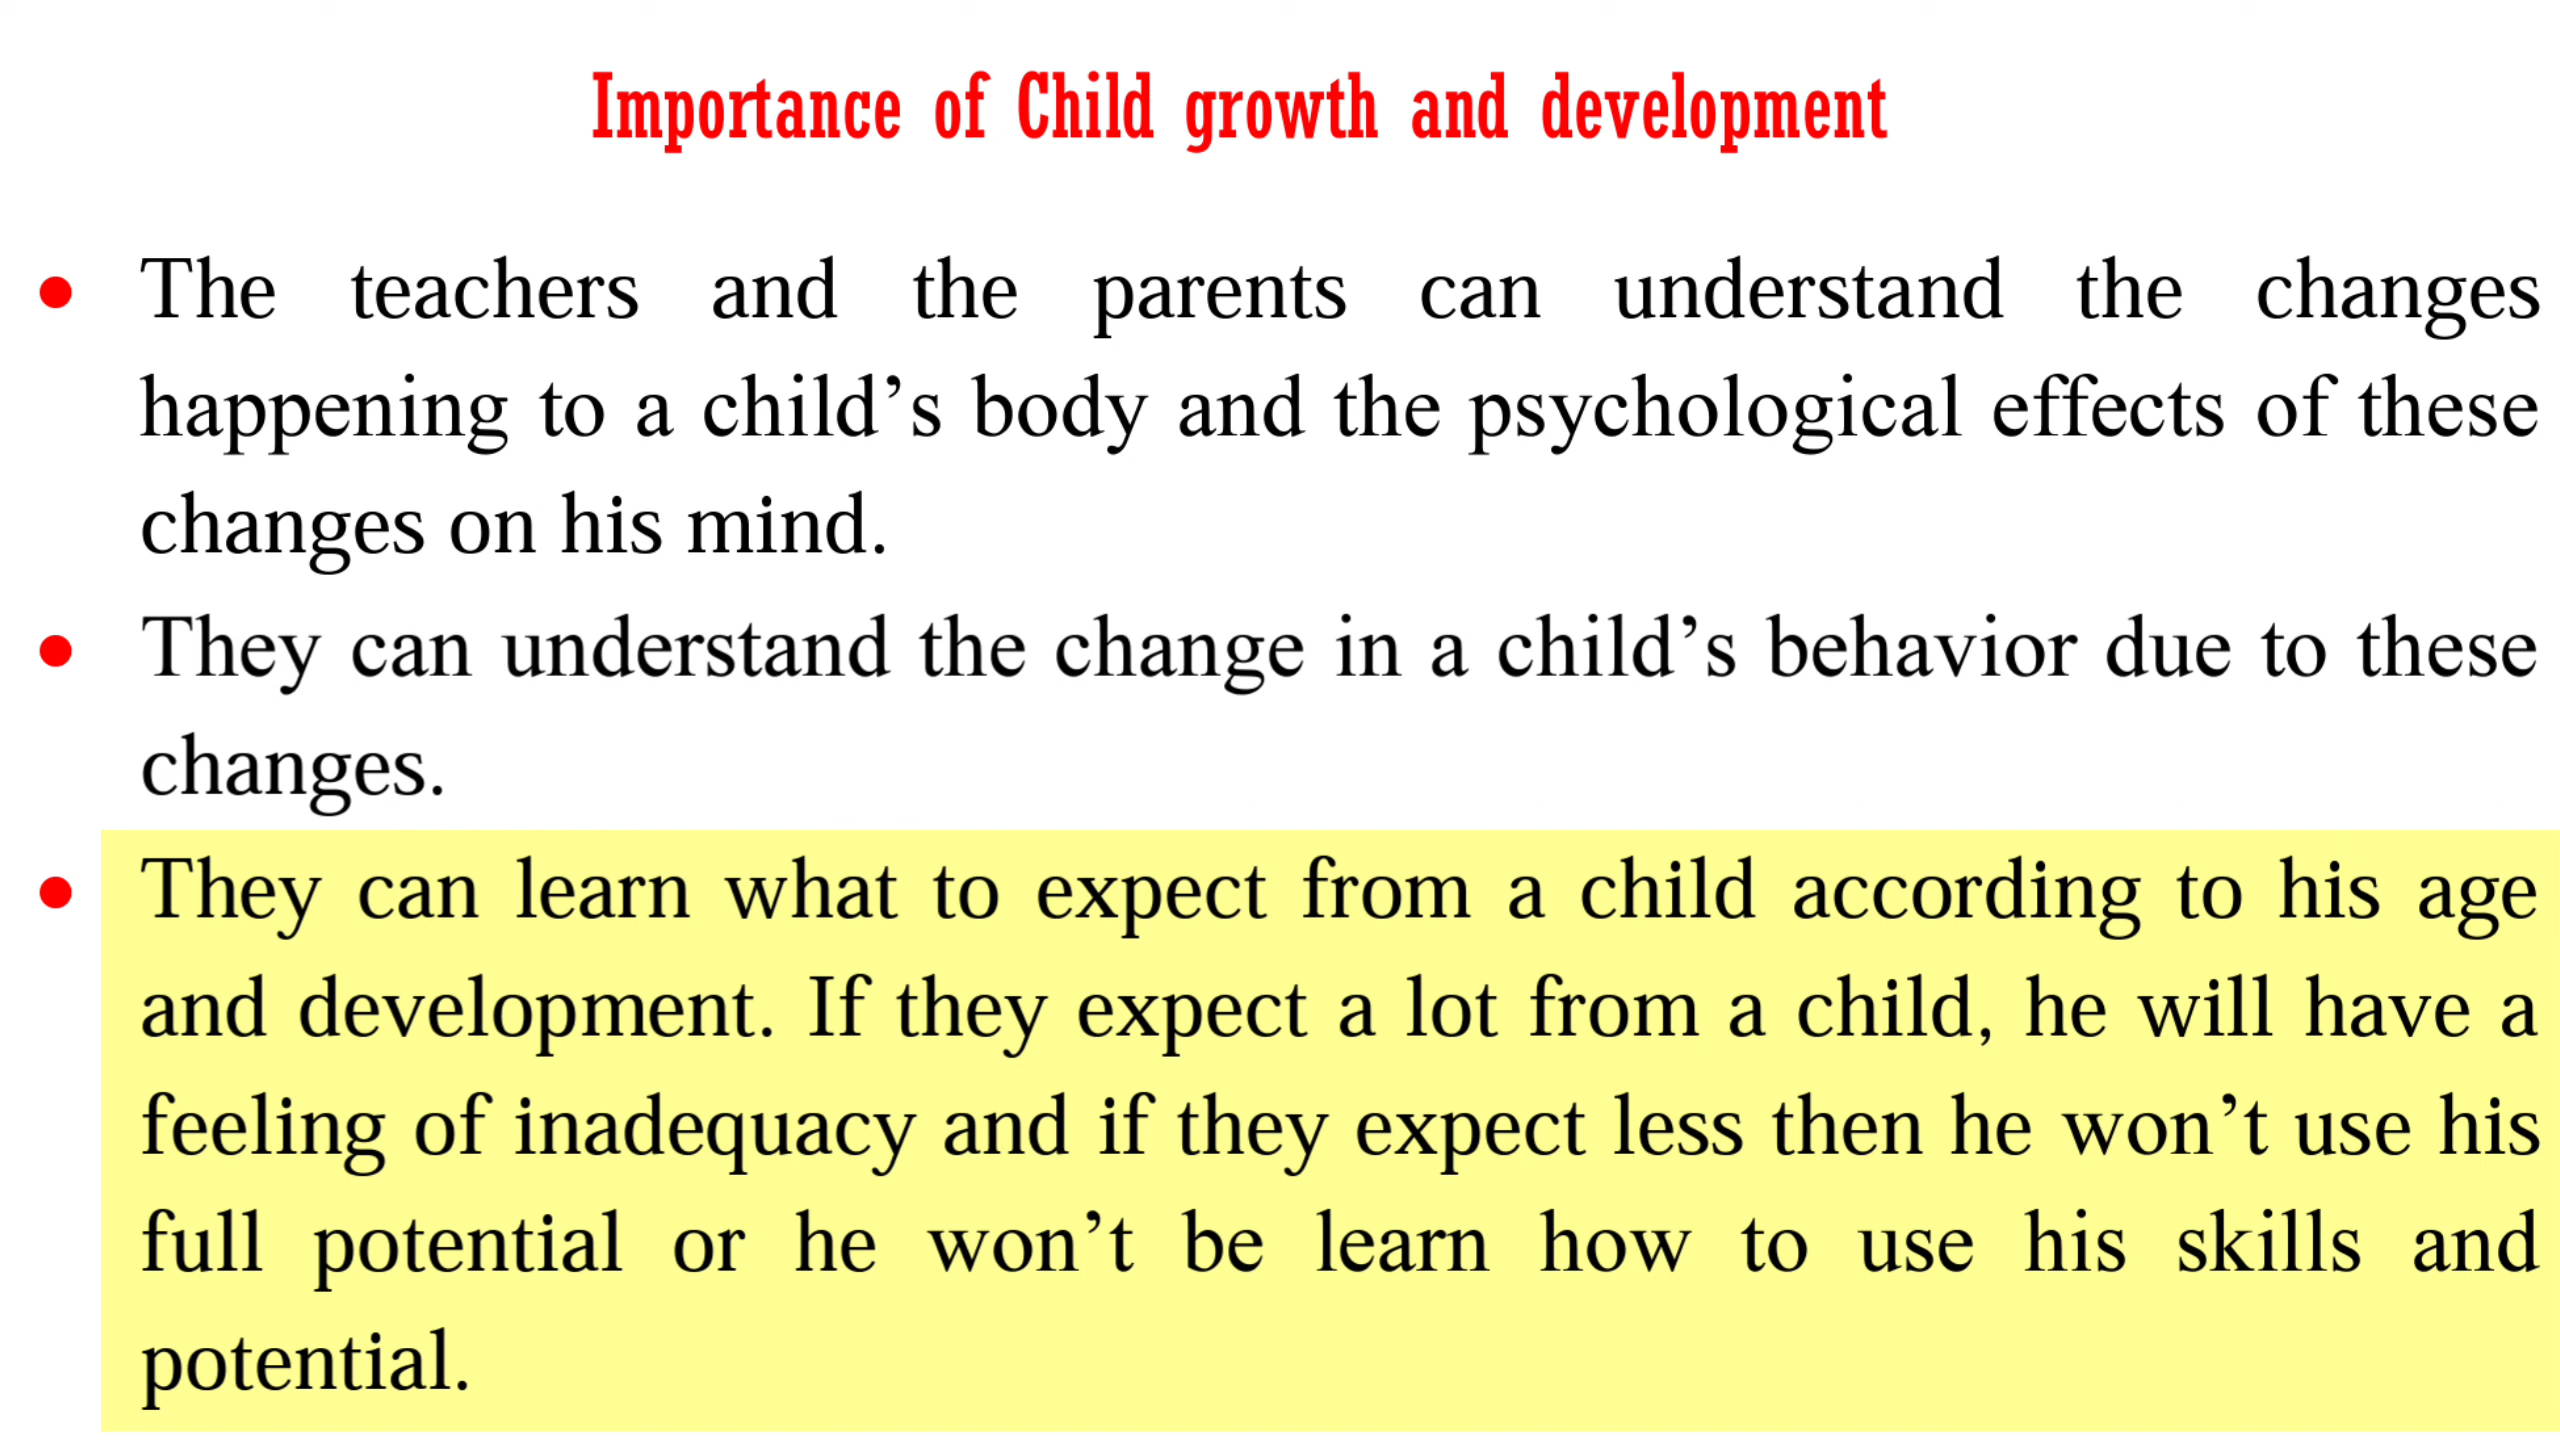 Importance of Child growth and development
• The teachers and the parents can understand the changes
happening to a child’s body and the psychological effects of these
changes on his mind.
• They can understand the change in a child’s behavior due to these
changes.
• They can learn what to expect from a child according to his age
and development. If they expect a lot from a child, he will have a
feeling of inadequacy and if they expect less then he won’t use his
full potential or he won’t be learn how to use his skills and
potential.